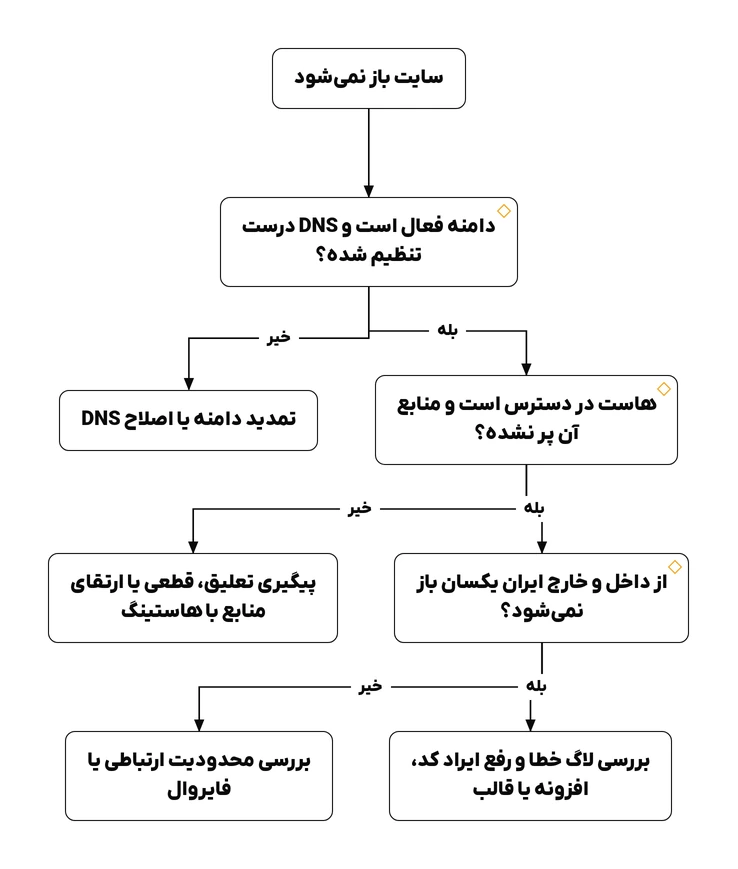 سایت باز نمی‌شود
دامنه فعال است و DNS درست
تنظیم شده؟
بله
خیر
هاست در دسترس است و منابع
آن پر نشده؟
تمدید دامنه یا اصلاح DNS
بله
خیر
از داخل و خارج ایران یکسان باز
نمی‌شود؟
پیگیری تعلیق، قطعی یا ارتقای
منابع با هاستینگ
بله
خیر
بررسی لاگ خطا و رفع ایراد کد،
افزونه یا قالب
بررسی محدودیت ارتباطی یا
فایروال